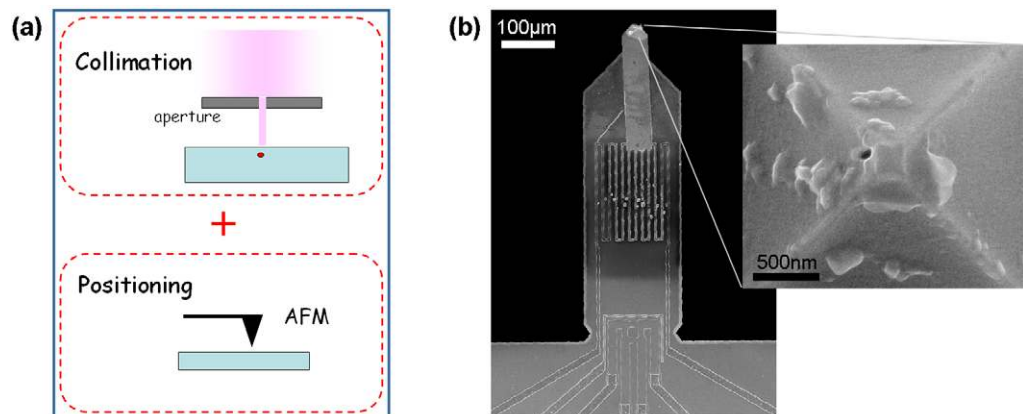 (a)
Collimation
aperture
+
Positioning
AFM
(b)
100µm
500nm